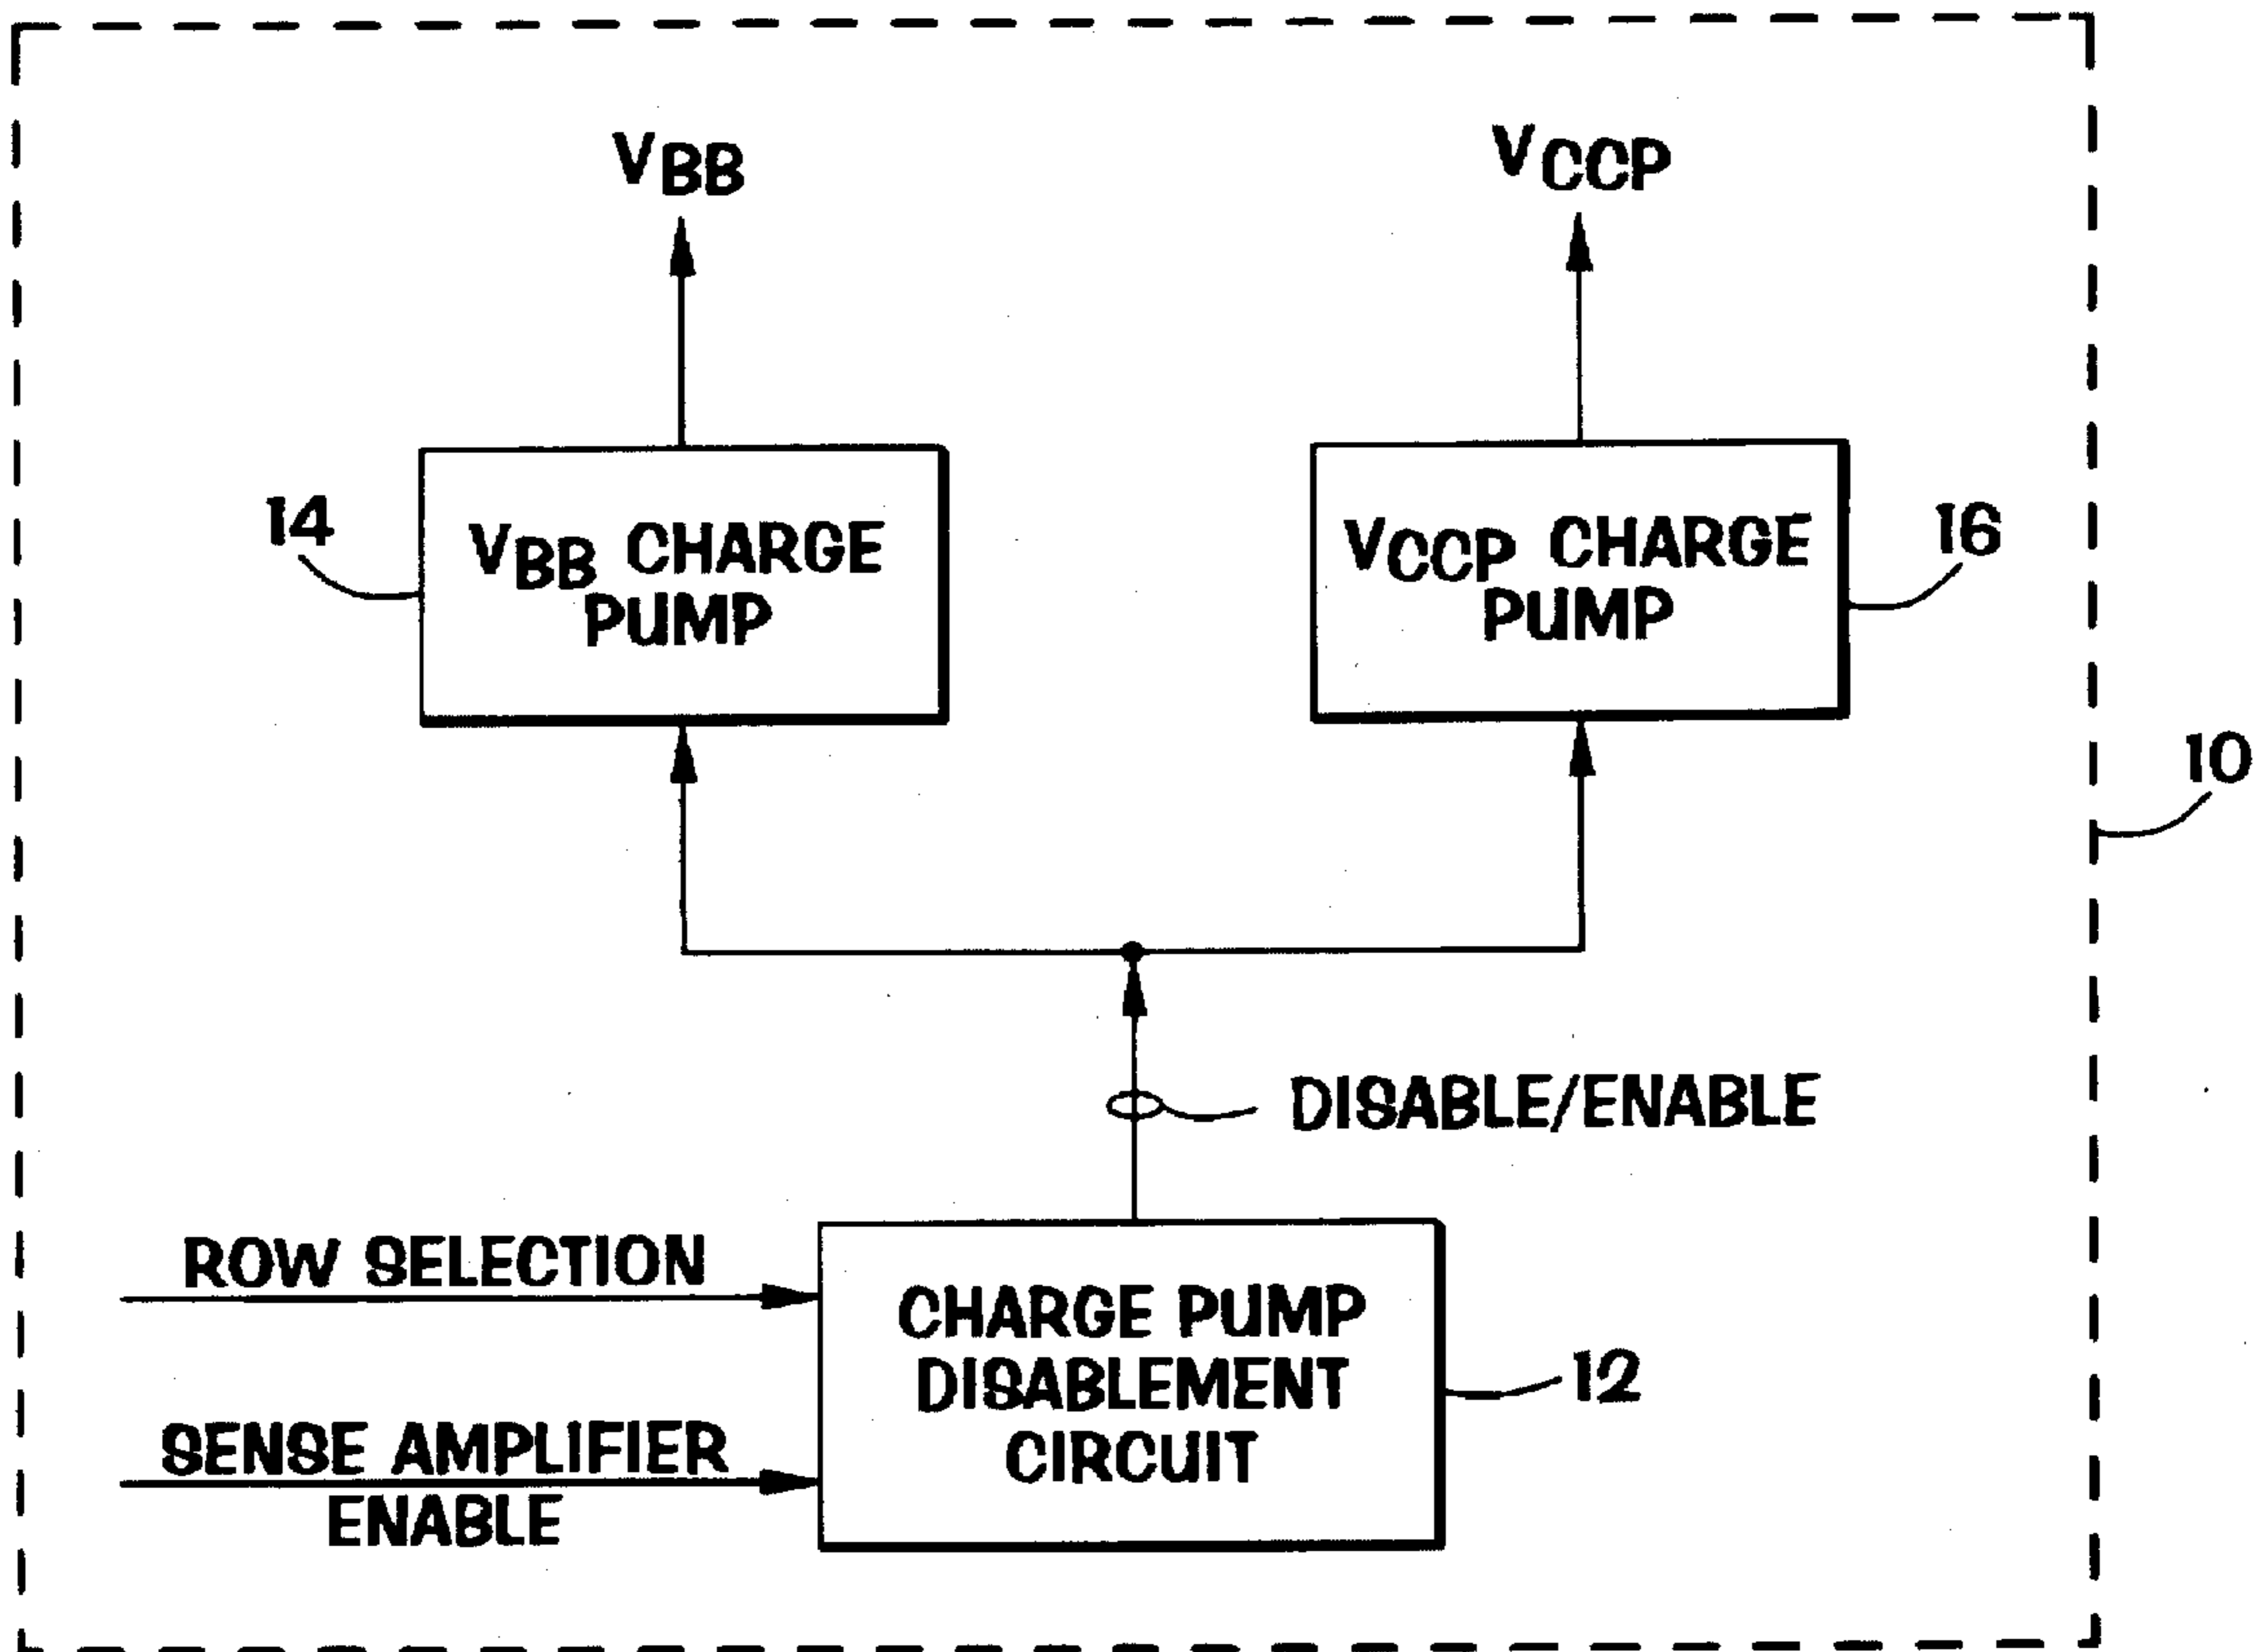 VBB
VCCP
14
VBB CHARGE
PUMP
VCCP CHARGE
PUMP
16
10
DISABLE/ENABLE
ROW SELECTION
SENSE AMPLIFIER
ENABLE
CHARGE PUMP
DISABLEMENT
CIRCUIT
12